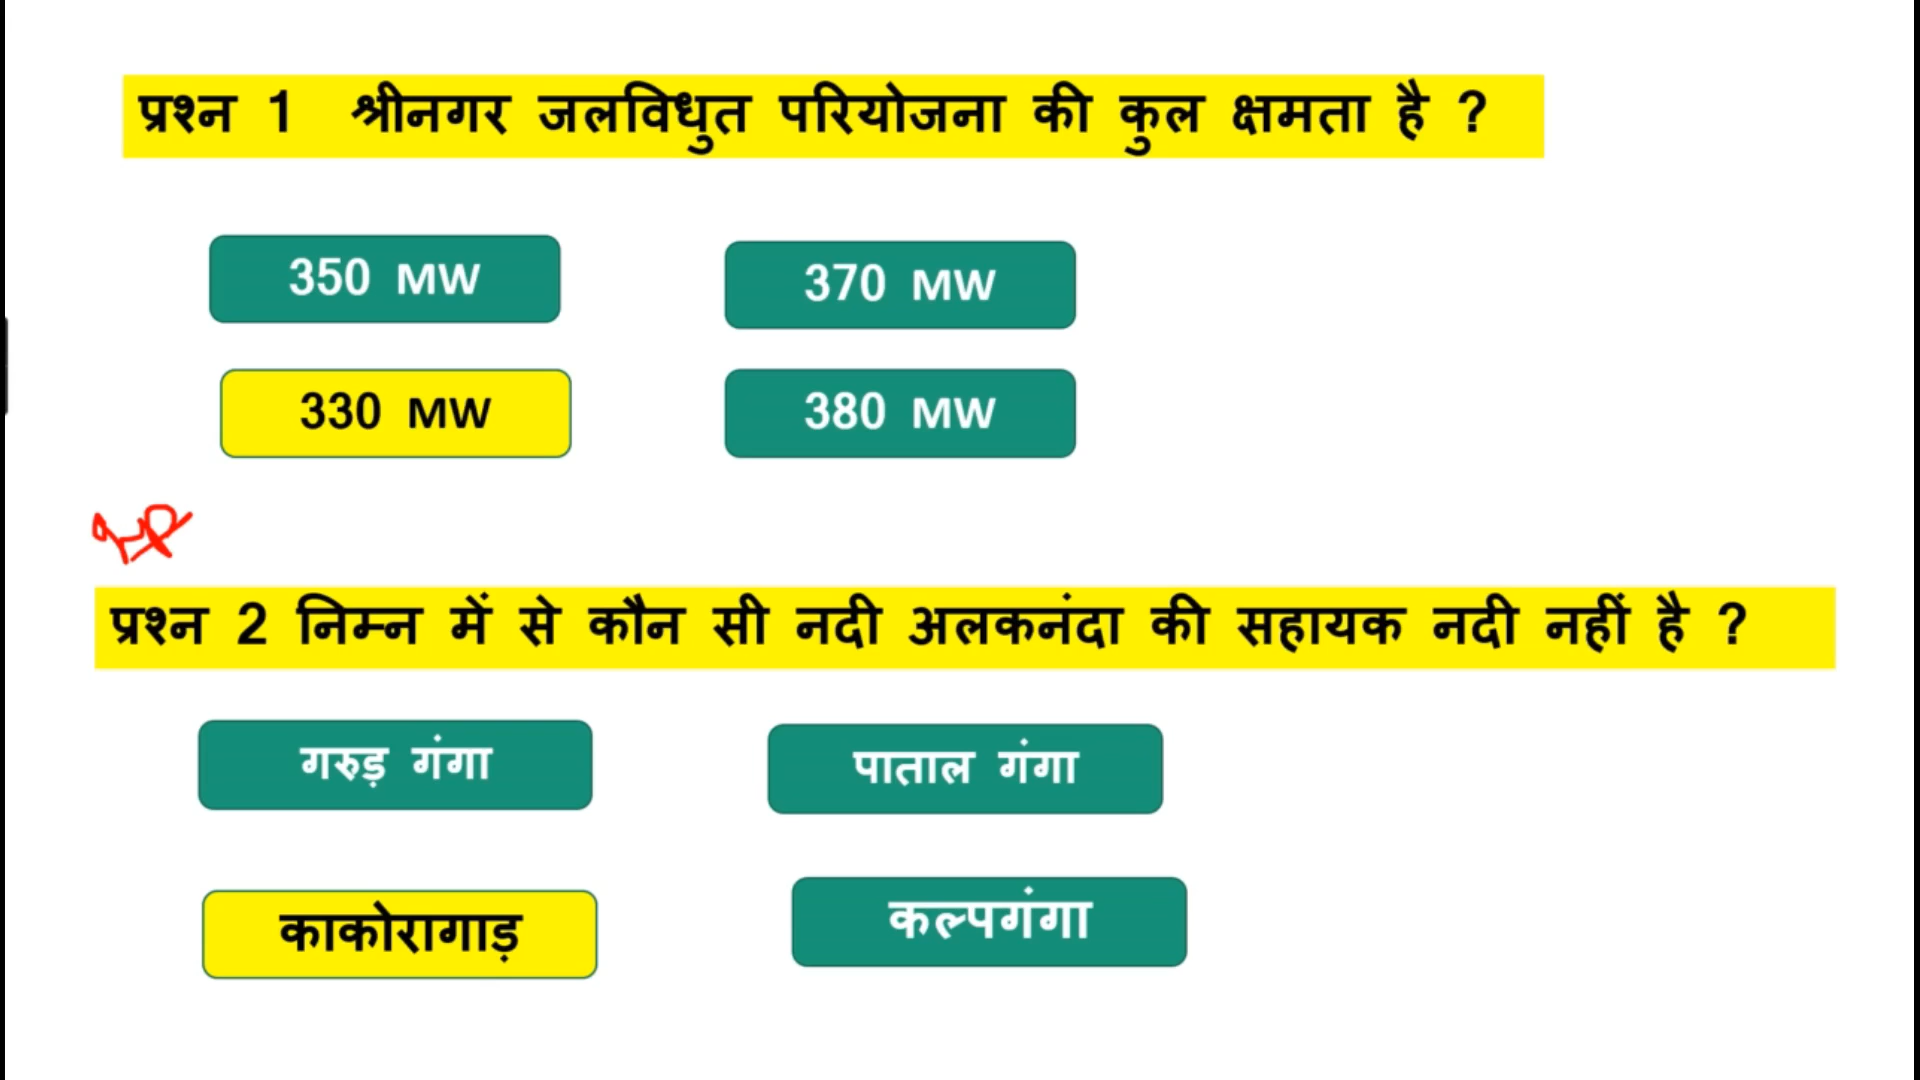 प्रश्न 1 श्रीनगर जलविधुत परियोजना की कुल क्षमता है ?
350 MW
370 MW
330 MW
380 MW
प्रश्न 2 निम्न में से कौन सी नदी अलकनंदा की सहायक नदी नहीं है ?
गरुड़ गंगा
पाताल गंगा
काकोरागाड़
कल्पगंगा